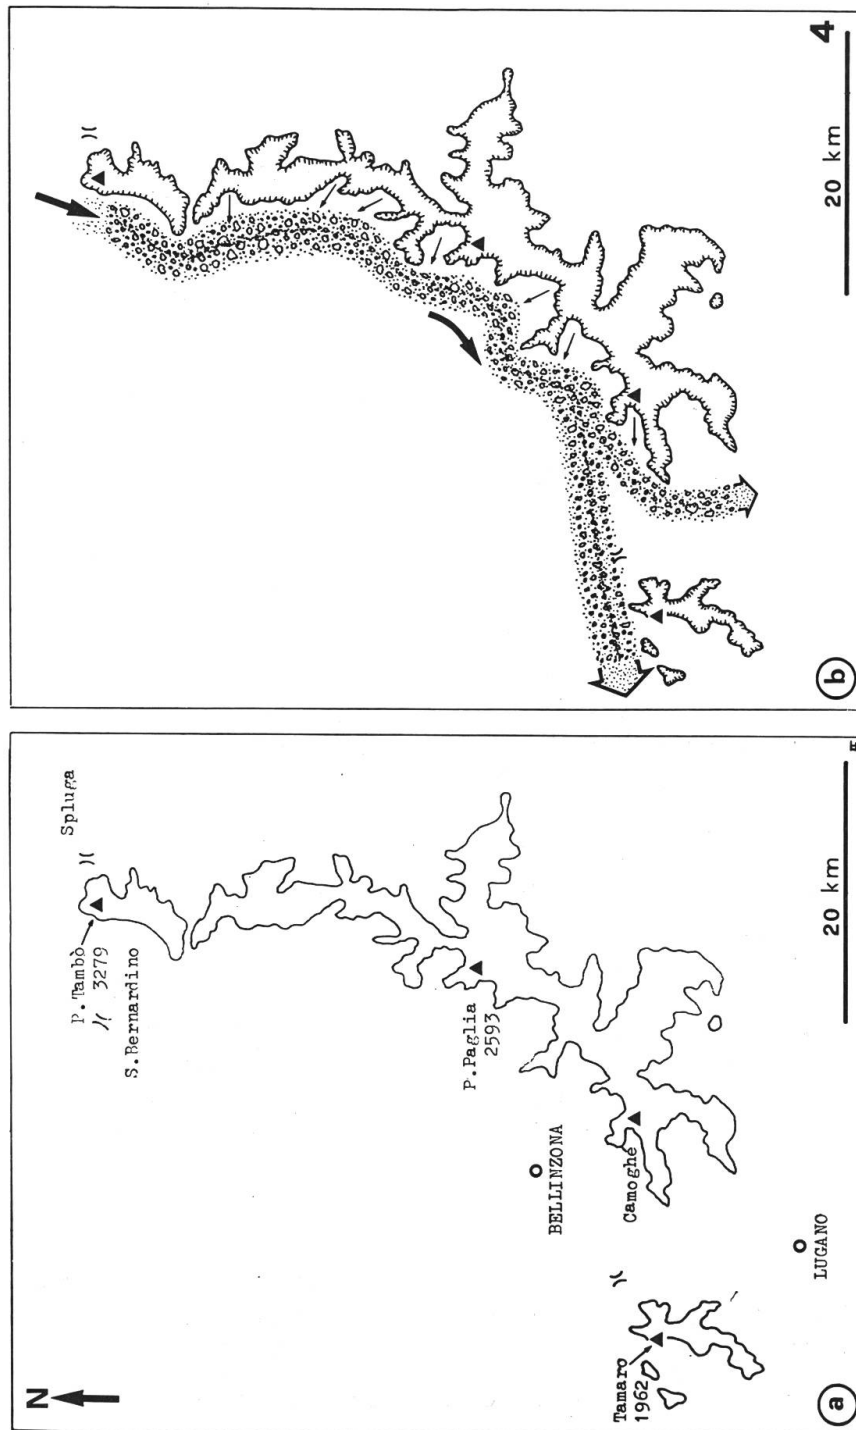 N
P.Tambò
3279
S.Bernardino
Spluga
P.Paglia
2593
BELLINZONA
Camoghè
Tamaro
1962
LUGANO
20 km
a
b
20 km
4